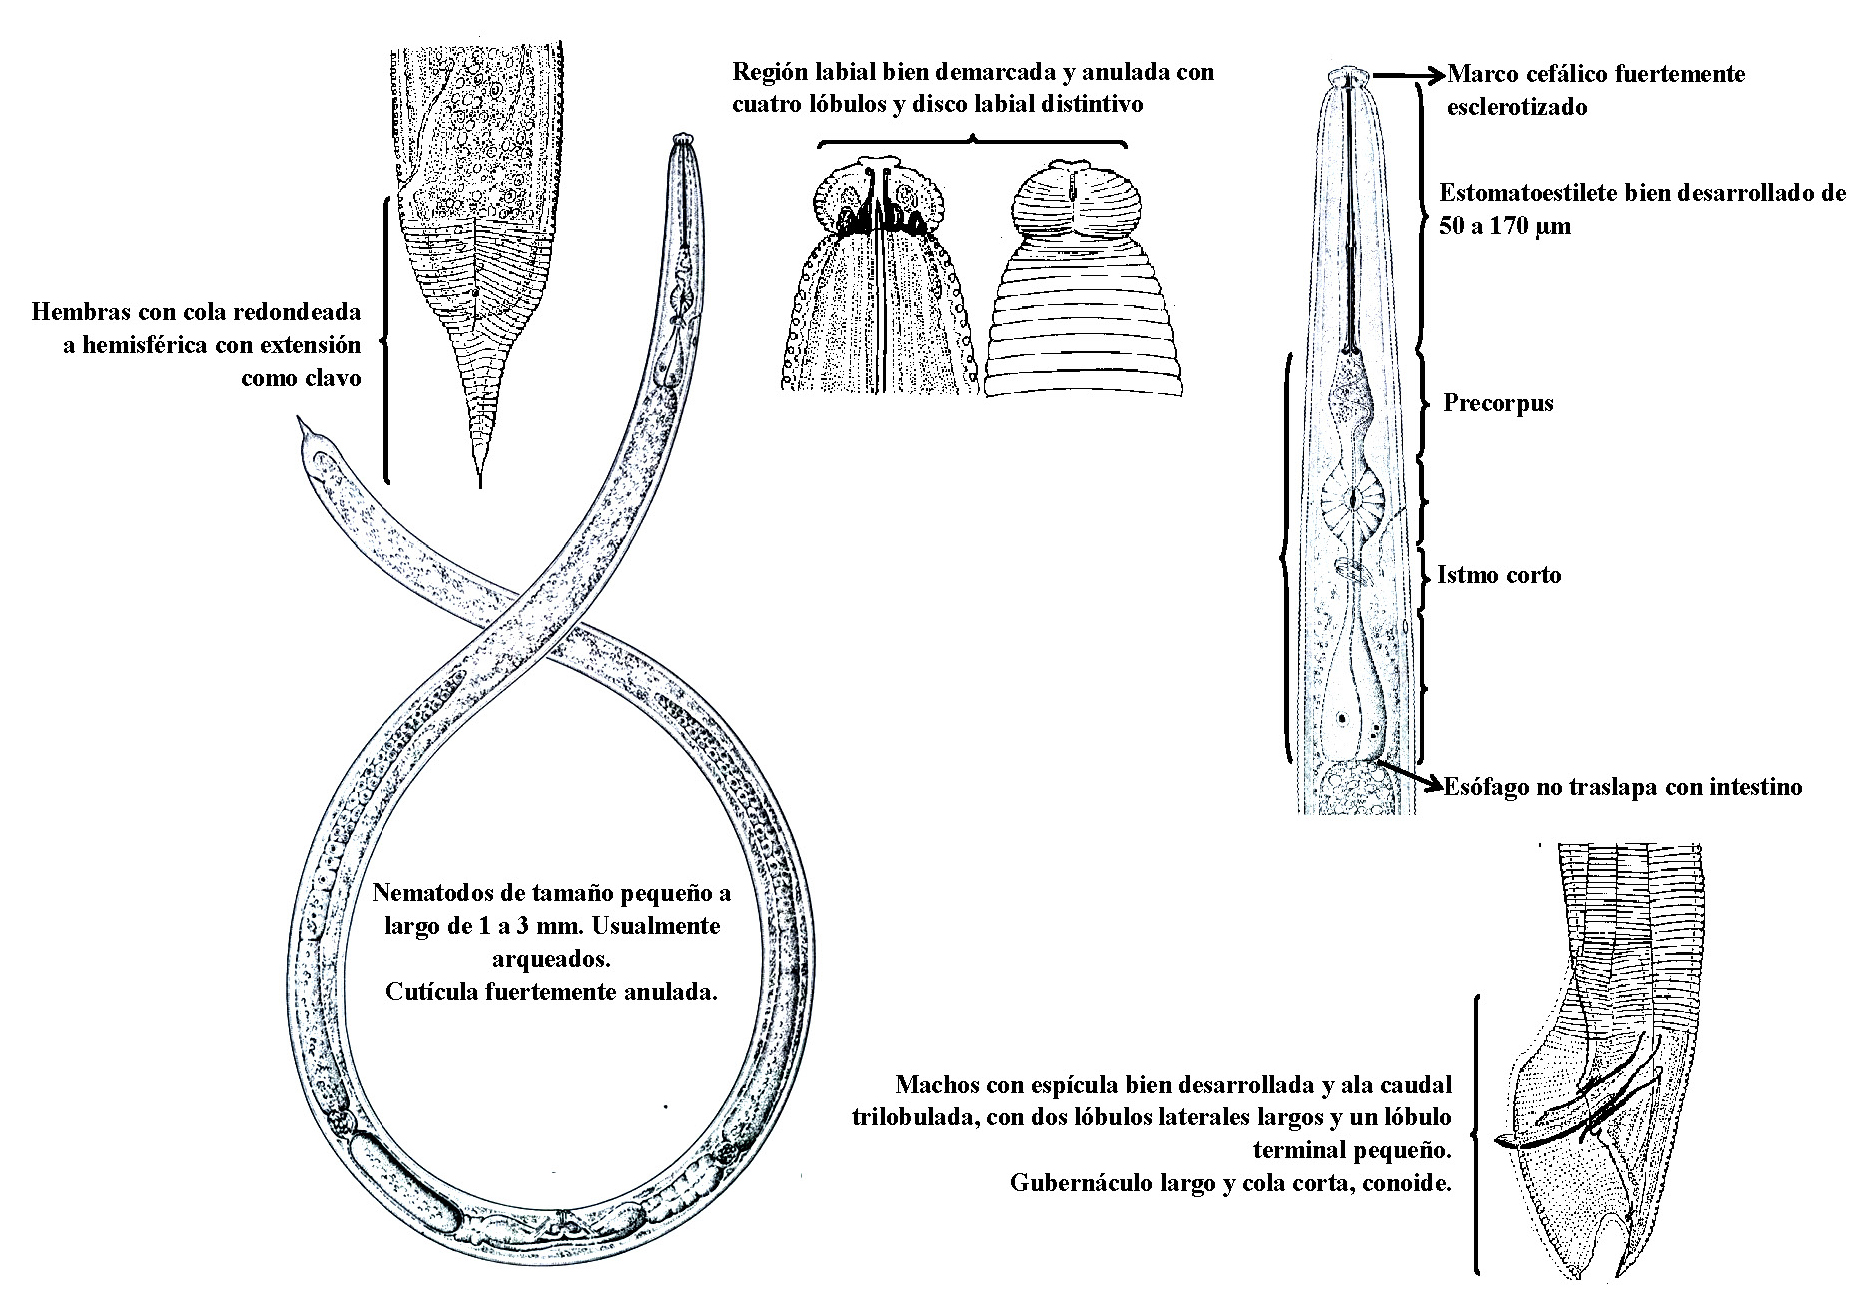 Región labial bien demarcada y anulada con
cuatro lóbulos y disco labial distintivo
Marco cefálico fuertemente
esclerotizado
Estomatoestilete bien desarrollado de
50 a 170 µm
Hembras con cola redondeada
a hemisférica con extensión
como clavo
Precorpus
Istmo corto
Esófago no traslapa con intestino
Nematodos de tamaño pequeño a
largo de 1 a 3 mm. Usualmente
arqueados.
Cutícula fuertemente anulada.
Machos con espícula bien desarrollada y ala caudal
trilobulada, con dos lóbulos laterales largos y un lóbulo
terminal pequeño.
Gubernáculo largo y cola corta, conoide.